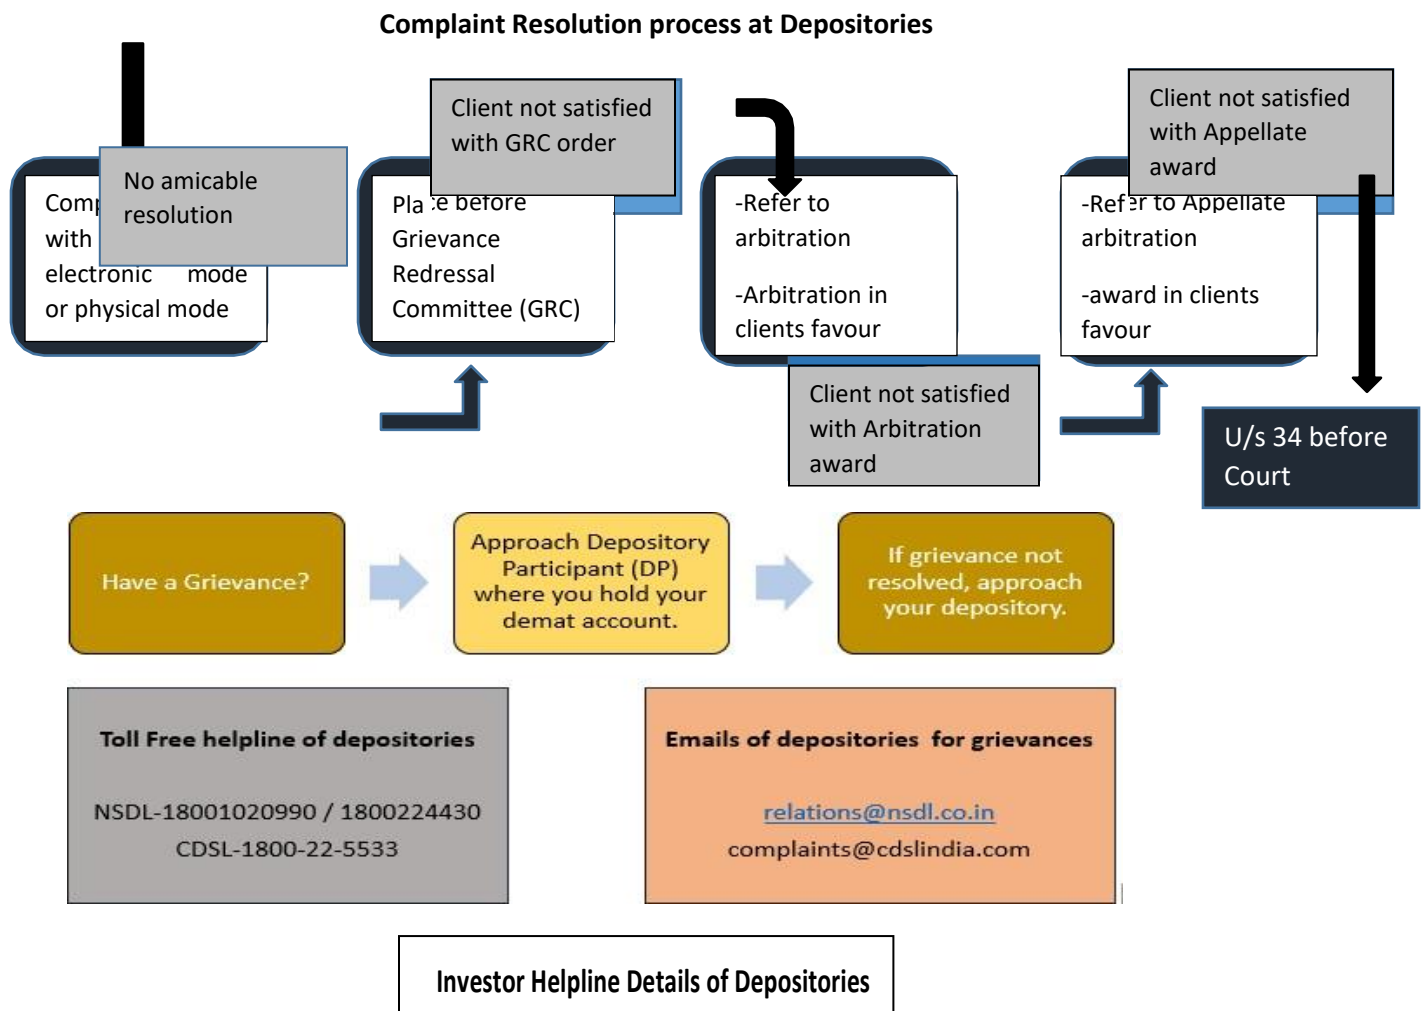 Complaint Resolution process at Depositories
Client not satisfied
with GRC order
Client not satisfied
with Appellate
award
No amicable
resolution
with
electronic mode
or physical mode
Place before
Grievance
Redressal
Committee (GRC)
-Refer to
arbitration
-Arbitration in
clients favour
-Refer to Appellate
arbitration
-award in clients
favour
Client not satisfied
with Arbitration
award
U/s 34 before
Court
Have a Grievance?
Approach Depository
Participant (DP)
where you hold your
demat account.
If grievance not
resolved, approach
your depository.
Toll Free helpline of depositories
NSDL-18001020990 / 1800224430
CDSL-1800-22-5533
Emails of depositories for grievances
relations@nsdl.co.in
complaints@cdslindia.com
Investor Helpline Details of Depositories